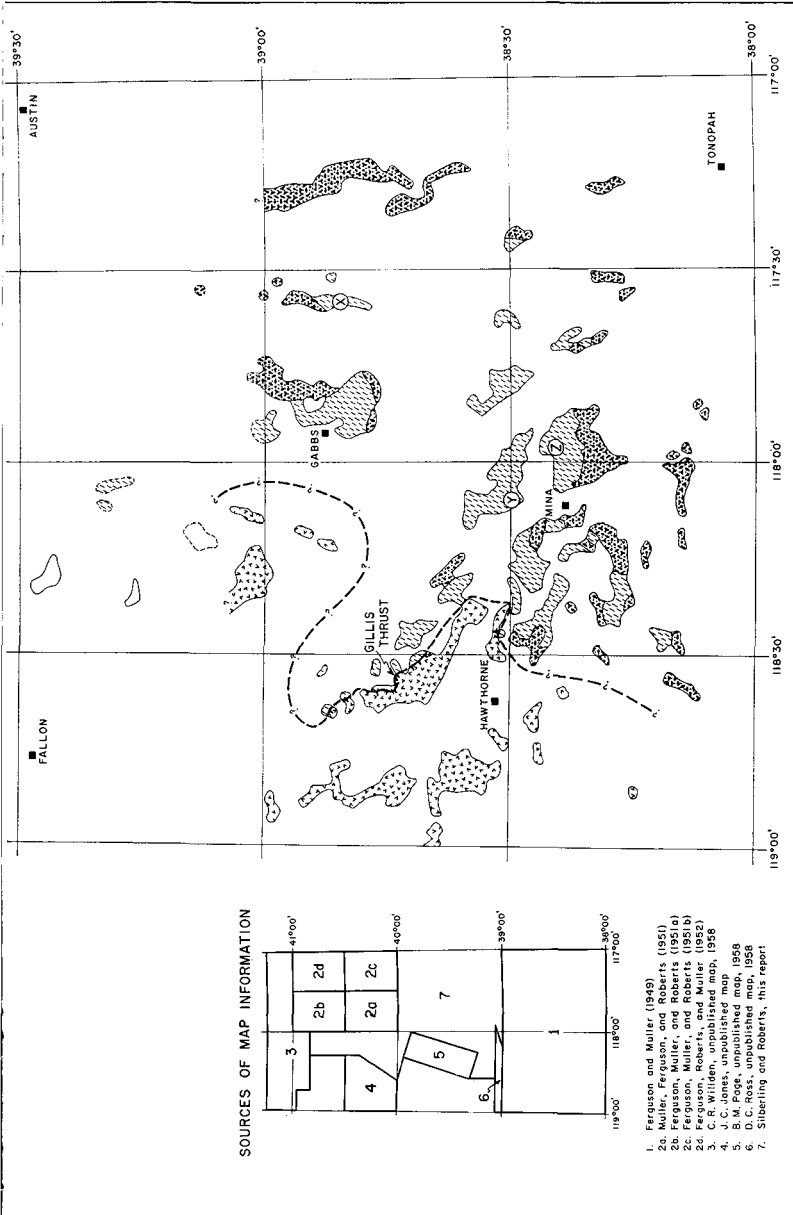 39°30'
39°00'
38°30'
38°00'
AUSTIN
117°00'
TONOPAH
?
117°30'
X
GABBS
118°00'
Z
MINA
Y
?
?
?
?
?
?
?
GILLIS
THRUST
118°30'
HAWTHORNE
?
?
?
?
FALLON
119°00'
SOURCES OF MAP INFORMATION
41°00'
40°00'
39°00'
38°00'
3
2b
2d
4
2a
2c
5
7
6
1
119°00'
118°00'
117°00'
1. Ferguson and Muller (1949)
2a. Muller, Ferguson, and Roberts (1951)
2b. Ferguson, Muller, and Roberts (1951a)
2c. Ferguson, Muller, and Roberts (1951b)
2d. Ferguson, Roberts, and Muller (1952)
3. C. R. Willden, unpublished map, 1958
4. J. C. Jones, unpublished map
5. B. M. Page, unpublished map, 1958
6. D. C. Ross, unpublished map, 1958
7. Silberling and Roberts, this report